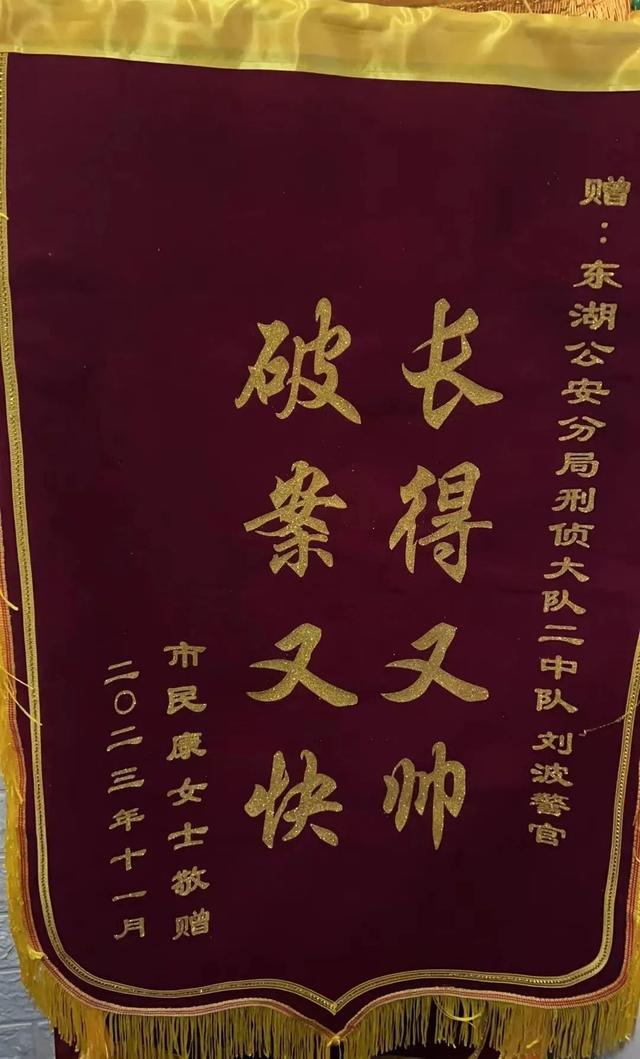 赠：东湖公安分局刑侦大队二中队刘波警官
长得又帅
破案又快
市民康女士敬赠
二〇二三年十一月